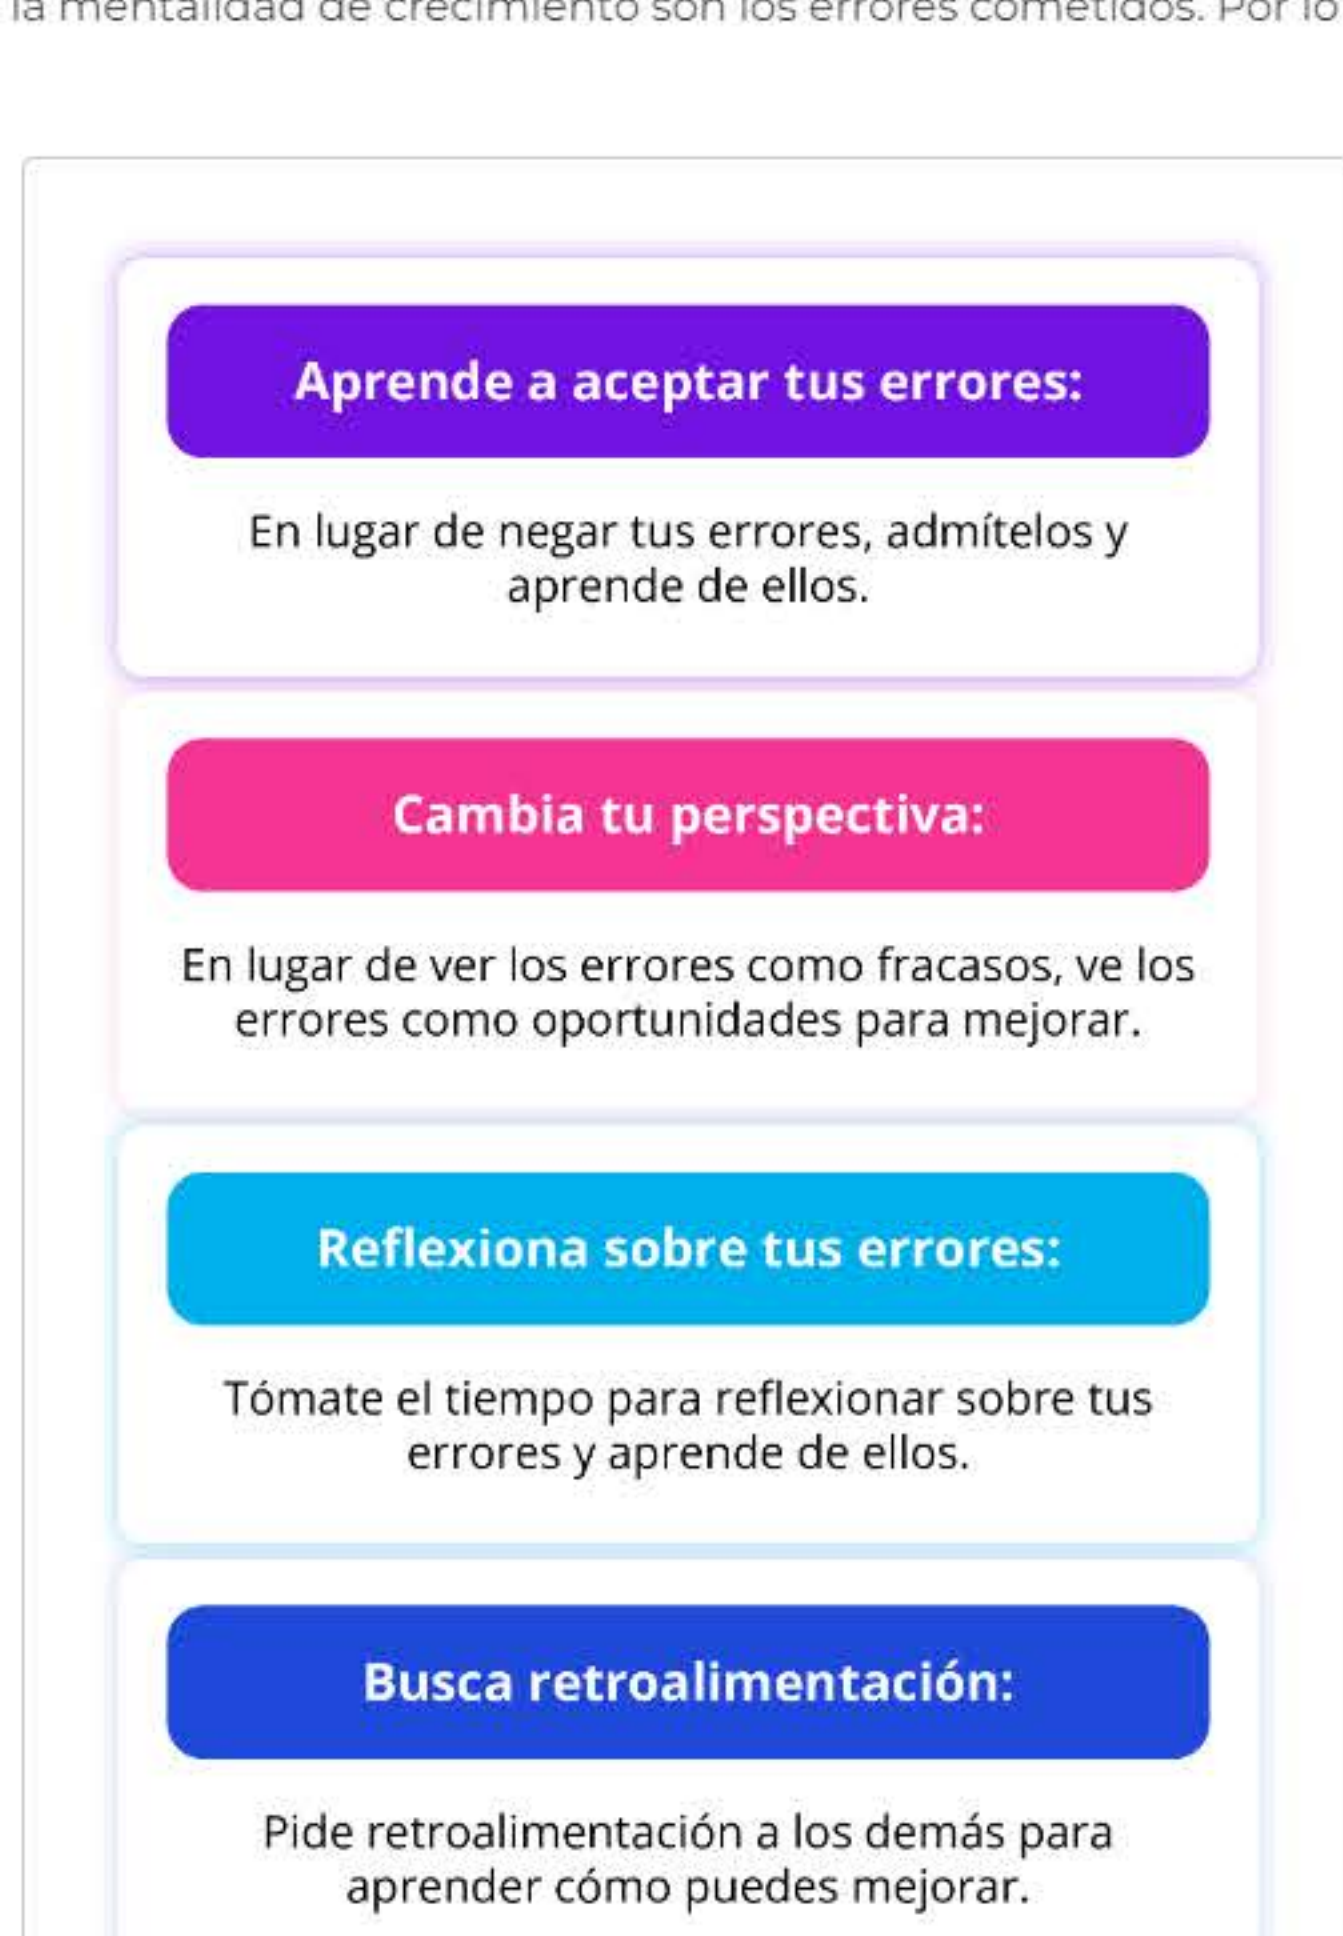 la mentalidad de crecimiento son los errores cometidos. Por lo
Aprende a aceptar tus errores:
En lugar de negar tus errores, admítelos y
aprende de ellos.
Cambia tu perspectiva:
En lugar de ver los errores como fracasos, ve los
errores como oportunidades para mejorar.
Reflexiona sobre tus errores:
Tómate el tiempo para reflexionar sobre tus
errores y aprende de ellos.
Busca retroalimentación:
Pide retroalimentación a los demás para
aprender cómo puedes mejorar.